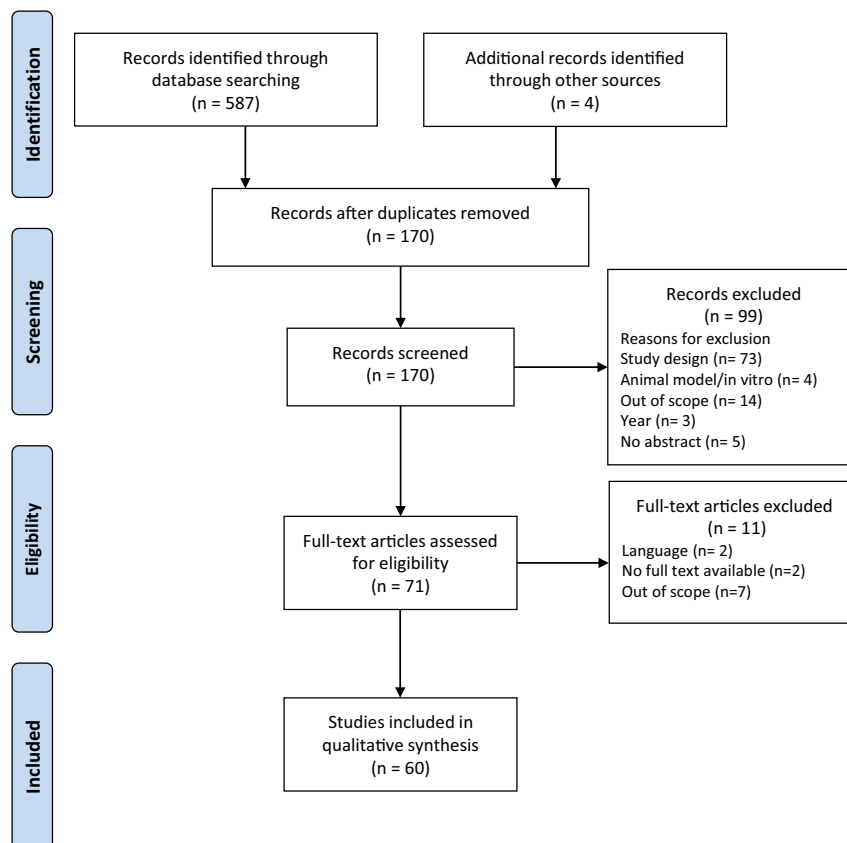 Identification
Records identified through
database searching
(n = 587)
Additional records identified
through other sources
(n = 4)
Records after duplicates removed
(n = 170)
Screening
Records screened
(n = 170)
Records excluded
(n = 99)
Reasons for exclusion
Study design (n = 73)
Animal model/in vitro (n= 4)
Out of scope (n = 14)
Year (n= 3)
No abstract (n= 5)
Eligibility
Full-text articles assessed
for eligibility
(n = 71)
Full-text articles excluded
(n = 11)
Language (n= 2)
No full text available (n=2)
Out of scope (n=7)
Included
Studies included in
qualitative synthesis
(n = 60)